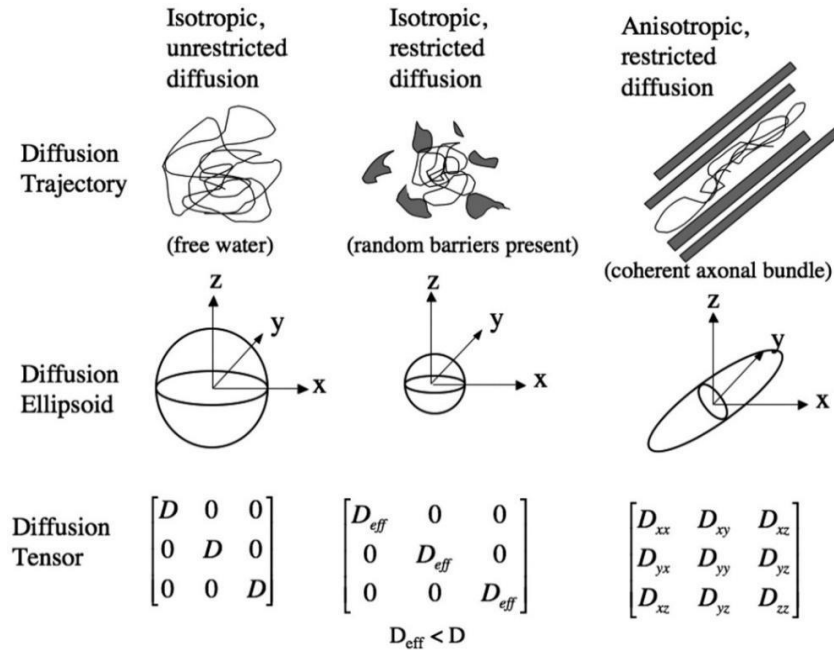 Isotropic,
unrestricted
diffusion
Isotropic,
restricted
diffusion
Anisotropic,
restricted
diffusion
Diffusion
Trajectory
(free water)
(random barriers present)
(coherent axonal bundle)
Diffusion
Ellipsoid
z
y
x
z
y
x
z
y
x
Diffusion
Tensor
D 0 0
0 D 0
0 0 D
D_eff 0 0
0 D_eff 0
0 0 D_eff
D_eff < D
D_xx D_xy D_xz
D_yx D_yy D_yz
D_xz D_yz D_zz